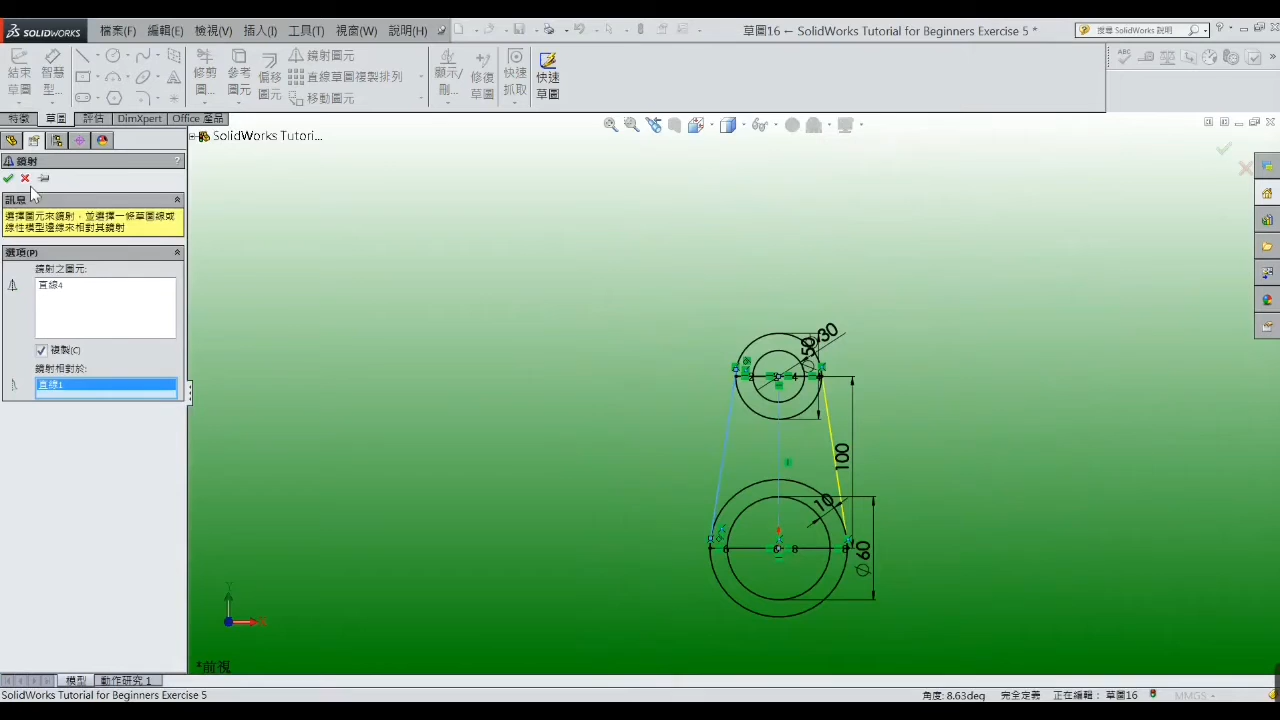 SOLIDWORKS 檔案(F) 編輯(E) 檢視(V) 插入(I) 工具(T) 視窗(W) 說明(H) 草圖16 ← SolidWorks Tutorial for Beginners Exercise 5 * 搜尋 SolidWorks 說明
結束草圖
智慧型...
修剪圖...
參考圖元
偏移圖元
鏡射圖元
直線草圖複製排列
移動圖元
顯示/刪...
修復草圖
快速抓取
快速草圖
特徵 草圖 評估 DimXpert Office 產品
SolidWorks Tutori...
鏡射 ?
訊息
選擇圖元來鏡射，並選擇一條草圖線或
線性模型邊線來相對其鏡射
選項(P)
鏡射之圖元:
直線4
複製(C)
鏡射相對於:
直線1
30
50
100
10
∅60
Y
*前視
模型 動作研究 1
SolidWorks Tutorial for Beginners Exercise 5 角度: 8.63deg 完全定義 正在編輯: 草圖16 MMGS